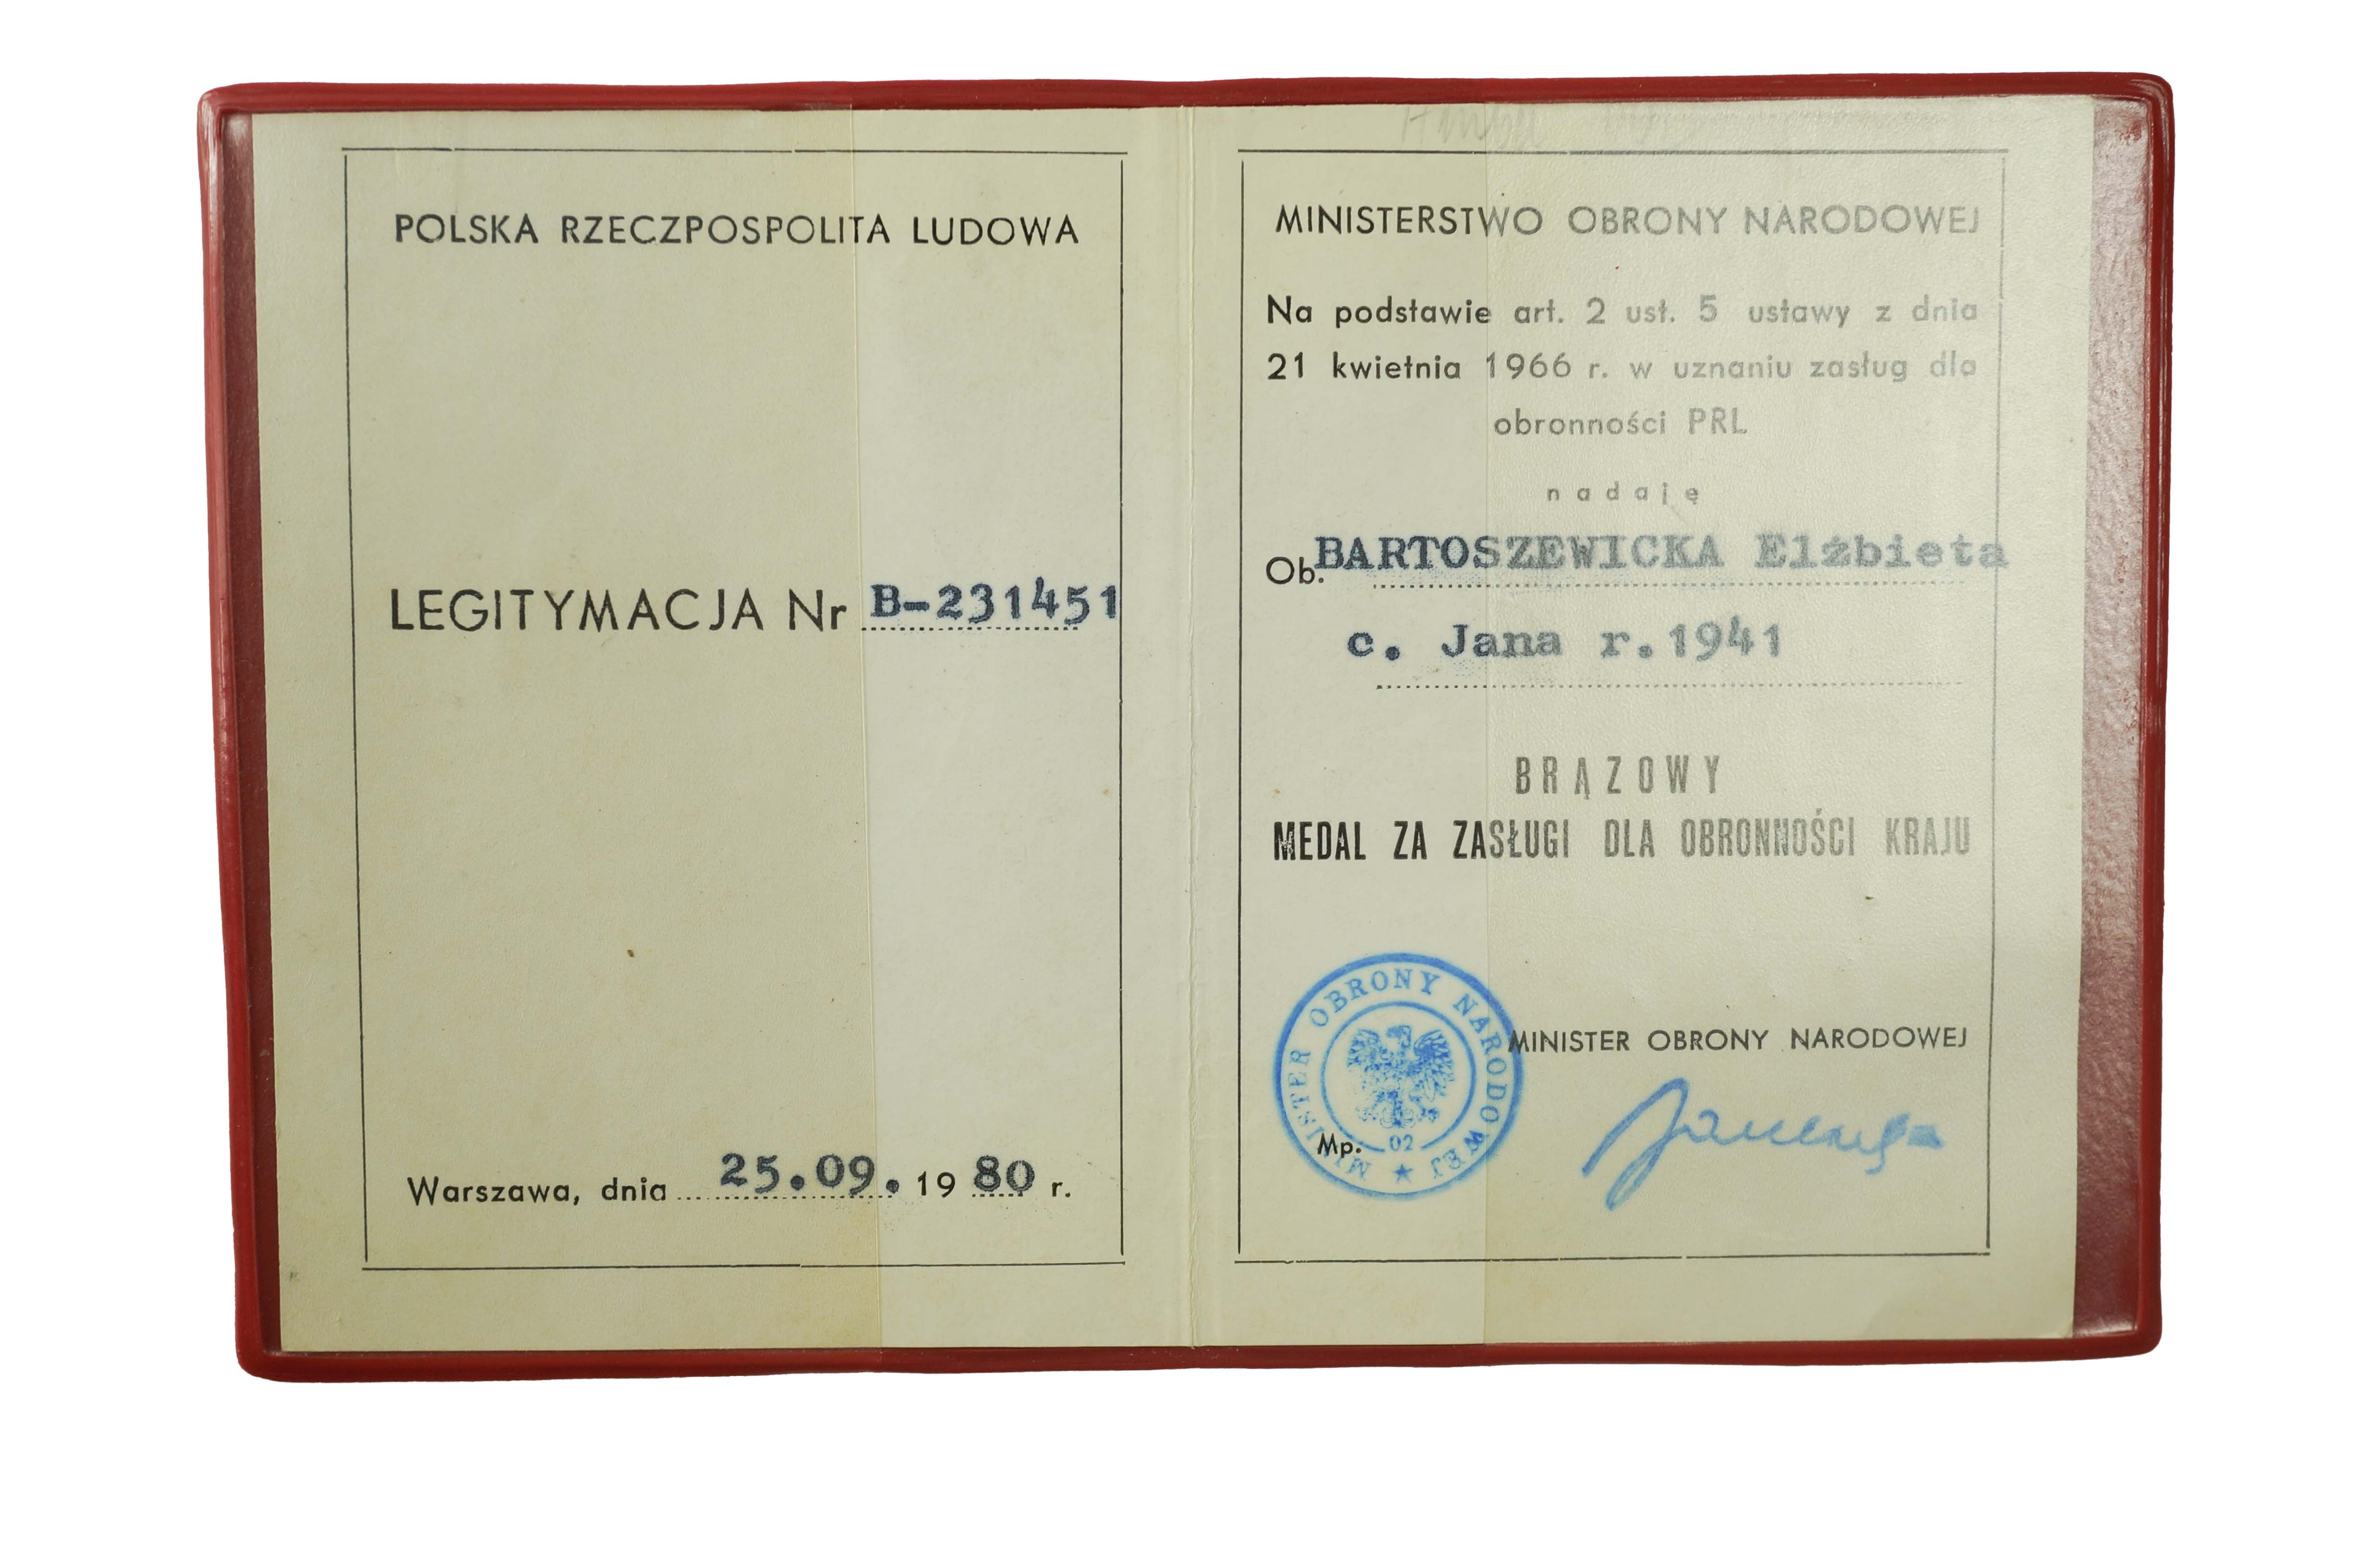 POLSKA RZECZPOSPOLITA LUDOWA
LEGITYMACJA Nr B-231451
Warszawa, dnia 25.09. 19 80 r.
MINISTERSTWO OBRONY NARODOWEJ
Na podstawie art. 2 ust. 5 ustawy z dnia
21 kwietnia 1966 r. w uznaniu zasług dla
obronności PRL
nadaję
Ob. BARTOSZEWICKA Elżbieta
c. Jana r.1941
BRĄZOWY
MEDAL ZA ZASŁUGI DLA OBRONNOŚCI KRAJU
MINISTER OBRONY NARODOWEJ
Mp.
MINISTER OBRONY NARODOWEJ
02